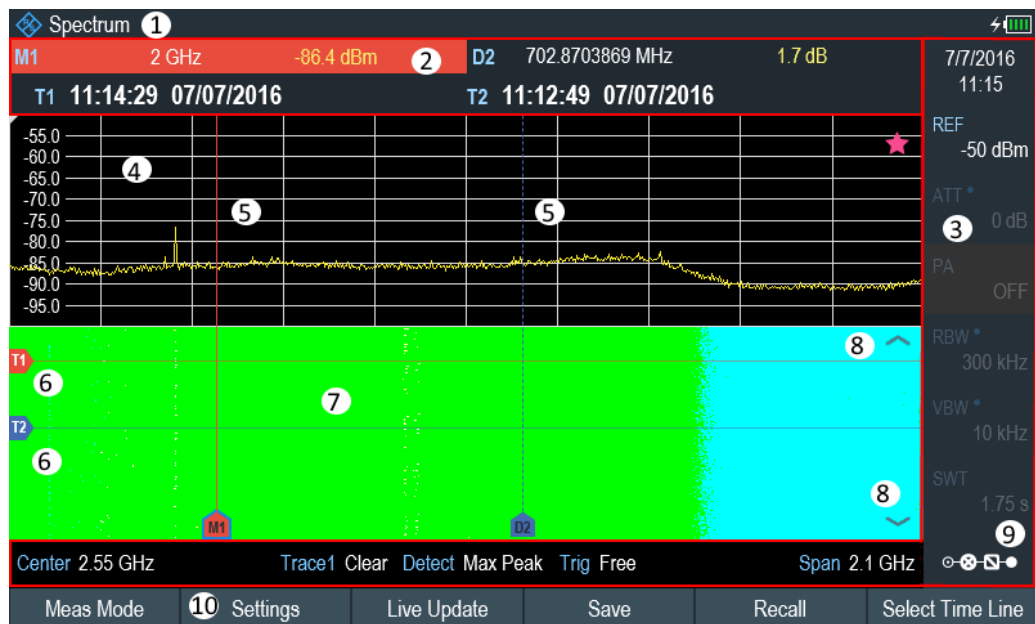 Spectrum 1
M1 2 GHz -86.4 dBm 2 D2 702.8703869 MHz 1.7 dB
T1 11:14:29 07/07/2016 T2 11:12:49 07/07/2016
7/7/2016
11:15
REF
-50 dBm
ATT
0 dB
3
PA
OFF
RBW
300 kHz
VBW
10 kHz
SWT
1.75 s
9
-55.0
-60.0
4
-65.0
-70.0
5 5
-75.0
-80.0
-85.0
-90.0
-95.0
8
T1
6
7
T2
6
8
M1 D2
Center 2.55 GHz Trace1 Clear Detect Max Peak Trig Free Span 2.1 GHz
Meas Mode 10 Settings Live Update Save Recall Select Time Line